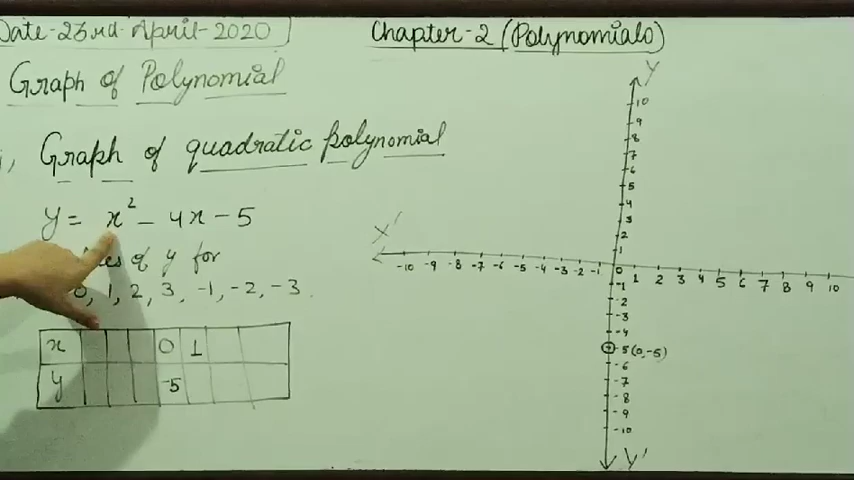 Date-23rd-April-2020
Chapter-2 (Polynomials)
Graph of Polynomial
Graph of quadratic polynomial
y = x² - 4x - 5
of y for
0, 1, 2, 3, -1, -2, -3.
x 0 1
y -5
Y
10
9
8
7
6
5
4
3
2
1
X'
-10 -9 -8 -7 -6 -5 -4 -3 -2 -1 0 1 2 3 4 5 6 7 8 9 10
-1
-2
-3
-4
5(0,-5)
-6
-7
-8
-9
-10
Y'